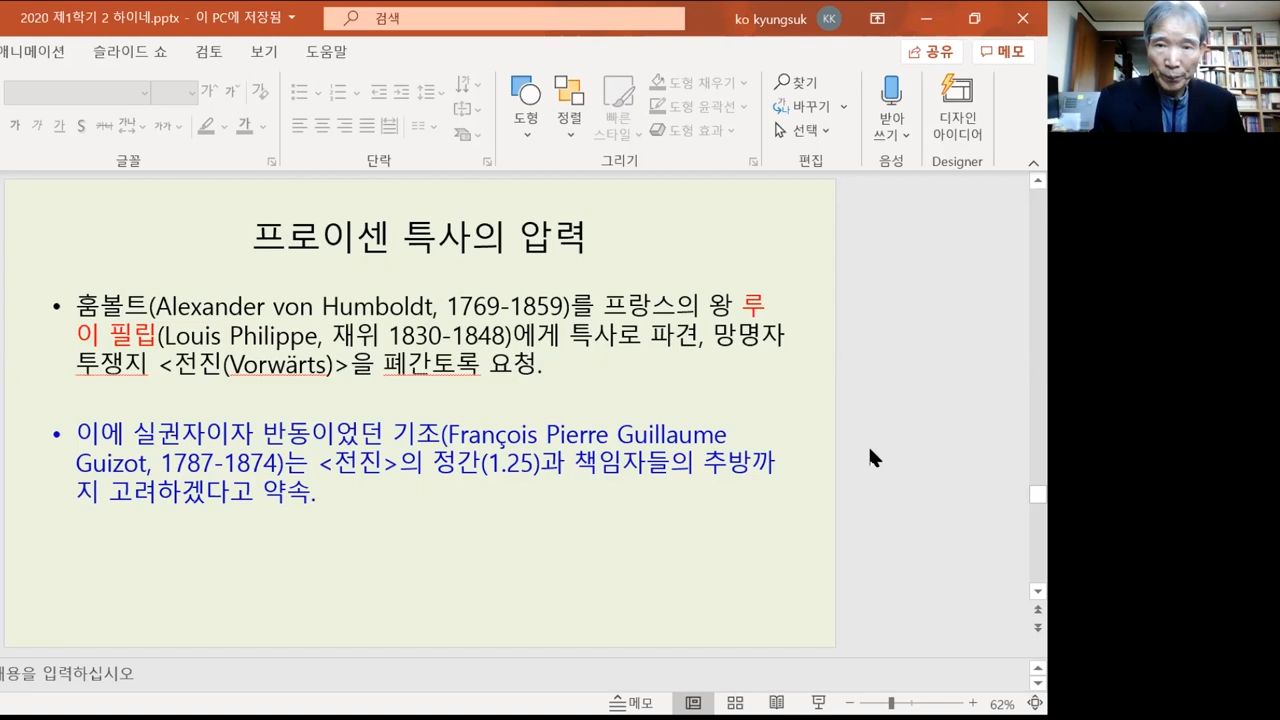 2020 제1학기 2 하이네.pptx - 이 PC에 저장됨
검색
ko kyungsuk
KK
애니메이션 슬라이드 쇼 검토 보기 도움말
공유 메모
가 가 가 S 가나 가나 가가 가
도형 정렬 빠른 스타일
도형 채우기
도형 윤곽선
도형 효과
찾기
바꾸기
선택
받아쓰기
디자인 아이디어
글꼴 단락 그리기 편집 음성 Designer
프로이센 특사의 압력
• 훔볼트(Alexander von Humboldt, 1769-1859)를 프랑스의 왕 루
이 필립(Louis Philippe, 재위 1830-1848)에게 특사로 파견, 망명자
투쟁지 <전진(Vorwärts)>을 폐간토록 요청.
• 이에 실권자이자 반동이었던 기조(François Pierre Guillaume
Guizot, 1787-1874)는 <전진>의 정간(1.25)과 책임자들의 추방까
지 고려하겠다고 약속.
내용을 입력하십시오
메모
62%